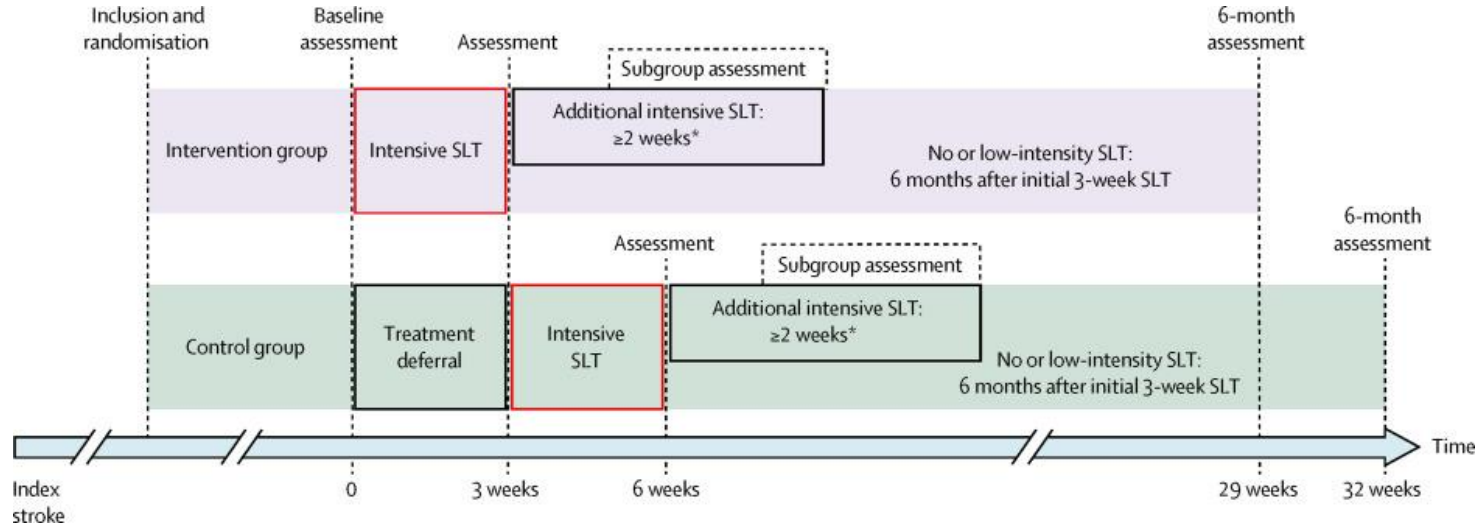 Inclusion and
randomisation
Baseline
assessment
Assessment
6-month
assessment
Subgroup assessment
Additional intensive SLT:
≥2 weeks*
Intervention group
Intensive SLT
No or low-intensity SLT:
6 months after initial 3-week SLT
6-month
assessment
Assessment
Subgroup assessment
Additional intensive SLT:
≥2 weeks*
Control group
Treatment
deferral
Intensive
SLT
No or low-intensity SLT:
6 months after initial 3-week SLT
Time
Index
stroke
0
3 weeks
6 weeks
29 weeks
32 weeks